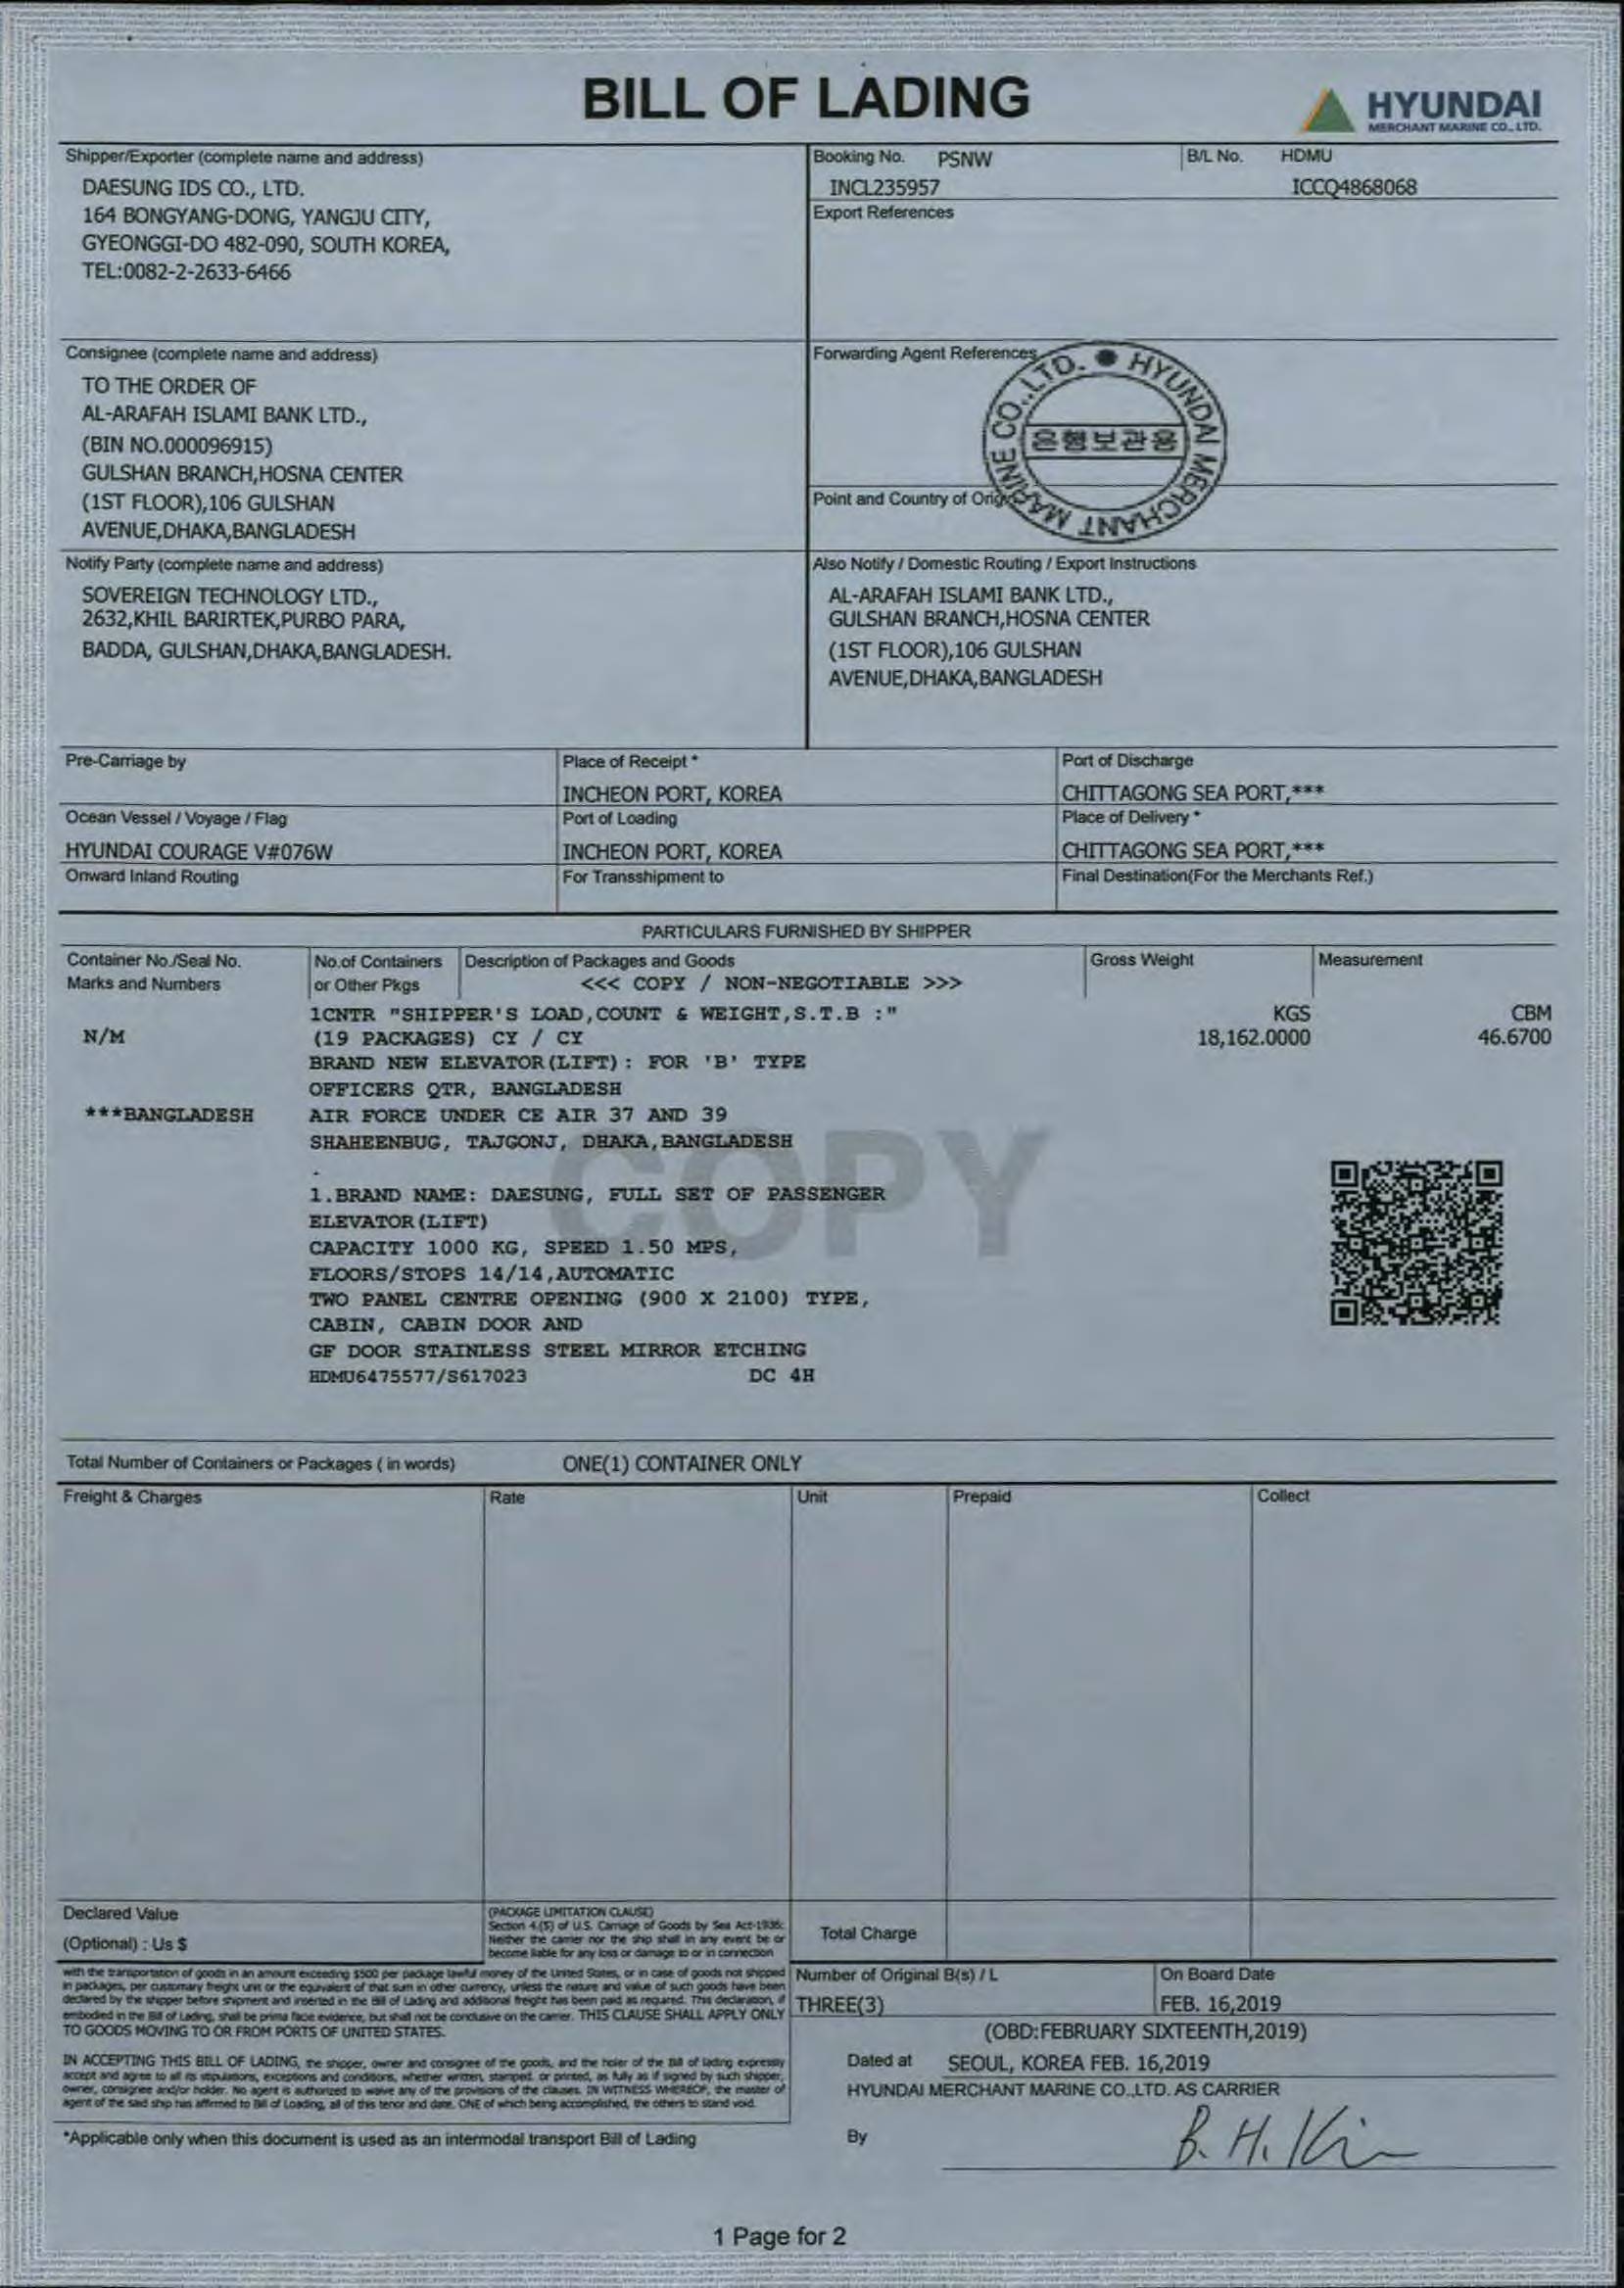 BILL OF LADING
HYUNDAI
MERCHANT MARINE CO., LTD.
Shipper/Exporter (complete name and address)
DAESUNG IDS CO., LTD.
164 BONGYANG-DONG, YANGJU CITY,
GYEONGGI-DO 482-090, SOUTH KOREA,
TEL:0082-2-2633-6466
Booking No. PSNW
INCL235957
B/L No. HDMU
ICCQ4868068
Export References
Consignee (complete name and address)
TO THE ORDER OF
AL-ARAFAH ISLAMI BANK LTD.,
(BIN NO.000096915)
GULSHAN BRANCH,HOSNA CENTER
(1ST FLOOR),106 GULSHAN
AVENUE,DHAKA,BANGLADESH
Forwarding Agent References
HYUNDAI MERCHANT MARINE CO.,LTD.
은행보관용
Point and Country of Origin
Notify Party (complete name and address)
SOVEREIGN TECHNOLOGY LTD.,
2632,KHIL BARIRTEK,PURBO PARA,
BADDA, GULSHAN,DHAKA,BANGLADESH.
Also Notify / Domestic Routing / Export Instructions
AL-ARAFAH ISLAMI BANK LTD.,
GULSHAN BRANCH,HOSNA CENTER
(1ST FLOOR),106 GULSHAN
AVENUE,DHAKA,BANGLADESH
Pre-Carriage by
Place of Receipt *
INCHEON PORT, KOREA
Port of Discharge
CHITTAGONG SEA PORT,***
Ocean Vessel / Voyage / Flag
HYUNDAI COURAGE V#076W
Port of Loading
INCHEON PORT, KOREA
Place of Delivery *
CHITTAGONG SEA PORT,***
Onward Inland Routing
For Transshipment to
Final Destination(For the Merchants Ref.)
PARTICULARS FURNISHED BY SHIPPER
Container No./Seal No.
Marks and Numbers
No.of Containers
or Other Pkgs
Description of Packages and Goods
<<< COPY / NON-NEGOTIABLE >>>
Gross Weight
Measurement
1CNTR "SHIPPER'S LOAD,COUNT & WEIGHT,S.T.B :" KGS CBM
N/M (19 PACKAGES) CY / CY 18,162.0000 46.6700
BRAND NEW ELEVATOR(LIFT): FOR 'B' TYPE
OFFICERS QTR, BANGLADESH
***BANGLADESH AIR FORCE UNDER CE AIR 37 AND 39
SHAHEENBUG, TAJGONJ, DHAKA,BANGLADESH
.
COPY
1.BRAND NAME: DAESUNG, FULL SET OF PASSENGER
ELEVATOR(LIFT)
CAPACITY 1000 KG, SPEED 1.50 MPS,
FLOORS/STOPS 14/14,AUTOMATIC
TWO PANEL CENTRE OPENING (900 X 2100) TYPE,
CABIN, CABIN DOOR AND
GF DOOR STAINLESS STEEL MIRROR ETCHING
HDMU6475577/S617023 DC 4H
Total Number of Containers or Packages ( in words) ONE(1) CONTAINER ONLY
Freight & Charges Rate Unit Prepaid Collect
Declared Value
(Optional) : Us $
(PACKAGE LIMITATION CLAUSE)
Section 4.(5) of U.S. Carriage of Goods by Sea Act-1936:
Neither the carrier nor the ship shall in any event be or
become liable for any loss or damage to or in connection
Total Charge
with the transportation of goods in an amount exceeding $500 per package lawful money of the United States, or in case of goods not shipped
in packages, per customary freight unit or the equivalent of that sum in other currency, unless the nature and value of such goods have been
declared by the shipper before shipment and inserted in the Bill of Lading and additional freight has been paid as required. This declaration, if
embodied in the Bill of Lading, shall be prima facie evidence, but shall not be conclusive on the carrier. THIS CLAUSE SHALL APPLY ONLY
TO GOODS MOVING TO OR FROM PORTS OF UNITED STATES.
IN ACCEPTING THIS BILL OF LADING, the shipper, owner and consignee of the goods, and the holer of the Bill of lading expressly
accept and agree to all its stipulations, exceptions and conditions, whether written, stamped, or printed, as fully as if signed by such shipper,
owner, consignee and/or holder. No agent is authorized to waive any of the provisions of the clauses. IN WITNESS WHEREOF, the master of
agent of the said ship has affirmed to Bill of Loading, all of this tenor and date. ONE of which being accomplished, the others to stand void.
*Applicable only when this document is used as an intermodal transport Bill of Lading
Number of Original B(s) / L
THREE(3)
On Board Date
FEB. 16,2019
(OBD:FEBRUARY SIXTEENTH,2019)
Dated at SEOUL, KOREA FEB. 16,2019
HYUNDAI MERCHANT MARINE CO.,LTD. AS CARRIER
By B. H. Kim
1 Page for 2